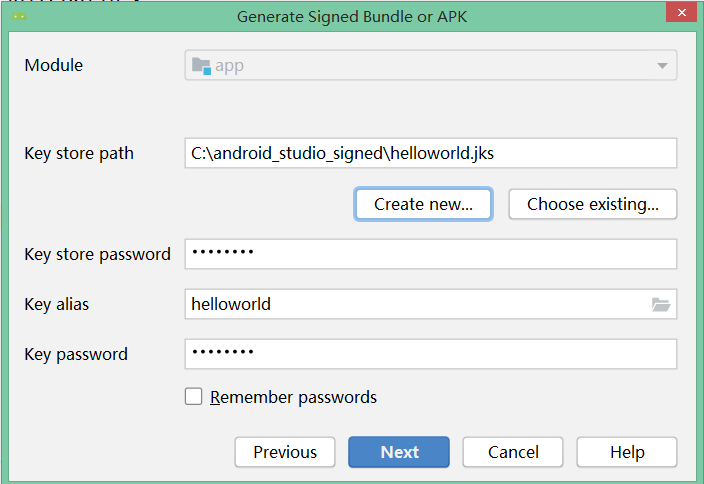 Generate Signed Bundle or APK
Module
app
Key store path
C:\android_studio_signed\helloworld.jks
Create new...
Choose existing...
Key store password
••••••••
Key alias
helloworld
Key password
••••••••
Remember passwords
Previous
Next
Cancel
Help